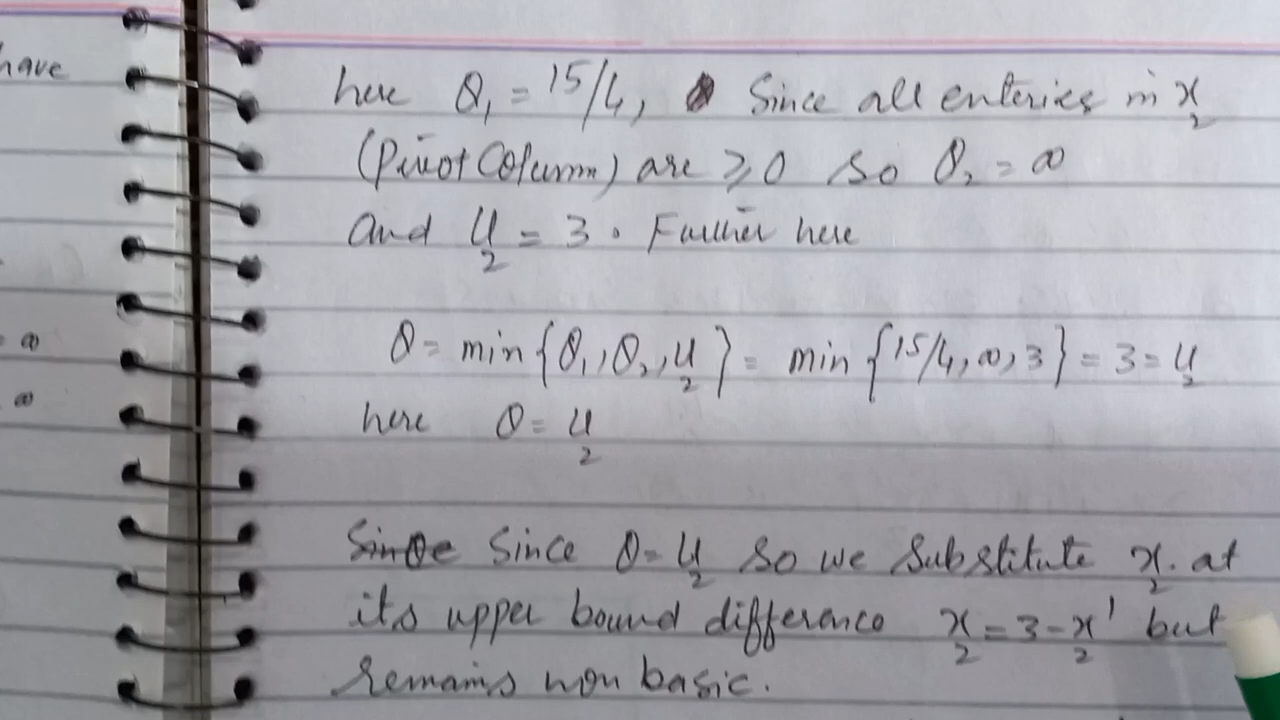 have
here θ₁ = 15/4, Since all enteries in x₂
(Pivot Column) are ≥ 0 so θ₂ = ∞
and u₂ = 3 . Further here
∞
θ = min{θ₁, θ₂, u₂} = min{15/4, ∞, 3} = 3 = u₂
∞
here θ = u₂
Since Since θ = u₂ so we substitute x₂ at
its upper bound difference x₂ = 3 - x₂' but
remains non basic.